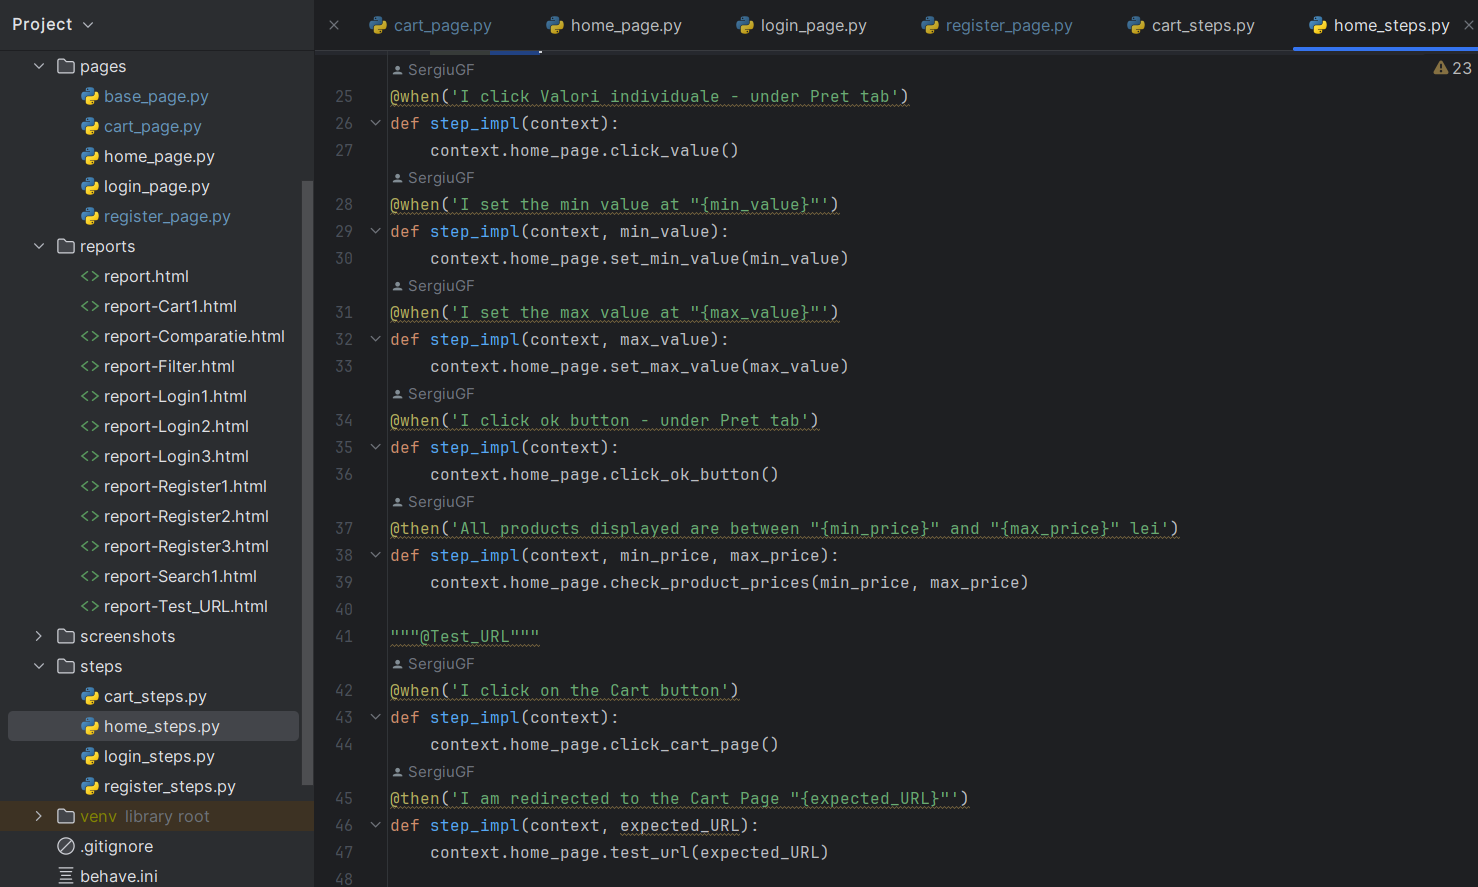 Project
cart_page.py
home_page.py
login_page.py
register_page.py
cart_steps.py
home_steps.py
pages
base_page.py
cart_page.py
home_page.py
login_page.py
register_page.py
reports
report.html
report-Cart1.html
report-Comparatie.html
report-Filter.html
report-Login1.html
report-Login2.html
report-Login3.html
report-Register1.html
report-Register2.html
report-Register3.html
report-Search1.html
report-Test_URL.html
screenshots
steps
cart_steps.py
home_steps.py
login_steps.py
register_steps.py
venv library root
.gitignore
behave.ini
23
SergiuGF
25 @when('I click Valori individuale - under Pret tab')
26 def step_impl(context):
27 context.home_page.click_value()
SergiuGF
28 @when('I set the min value at "{min_value}"')
29 def step_impl(context, min_value):
30 context.home_page.set_min_value(min_value)
SergiuGF
31 @when('I set the max value at "{max_value}"')
32 def step_impl(context, max_value):
33 context.home_page.set_max_value(max_value)
SergiuGF
34 @when('I click ok button - under Pret tab')
35 def step_impl(context):
36 context.home_page.click_ok_button()
SergiuGF
37 @then('All products displayed are between "{min_price}" and "{max_price}" lei')
38 def step_impl(context, min_price, max_price):
39 context.home_page.check_product_prices(min_price, max_price)
40
41 """@Test_URL"""
SergiuGF
42 @when('I click on the Cart button')
43 def step_impl(context):
44 context.home_page.click_cart_page()
SergiuGF
45 @then('I am redirected to the Cart Page "{expected_URL}"')
46 def step_impl(context, expected_URL):
47 context.home_page.test_url(expected_URL)
48